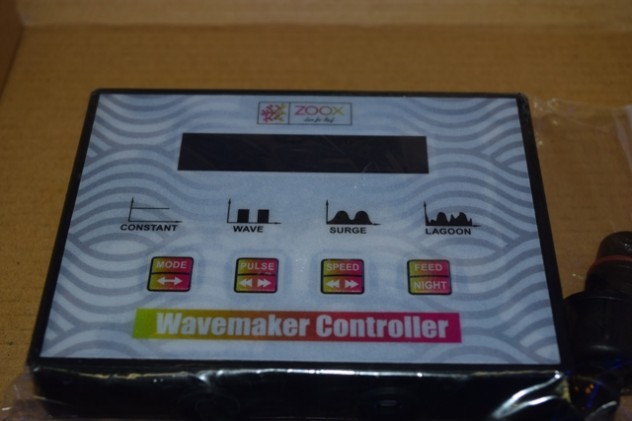 ZOOX
CONSTANT
WAVE
SURGE
LAGOON
MODE
PULSE
SPEED
FEED
NIGHT
Wavemaker Controller